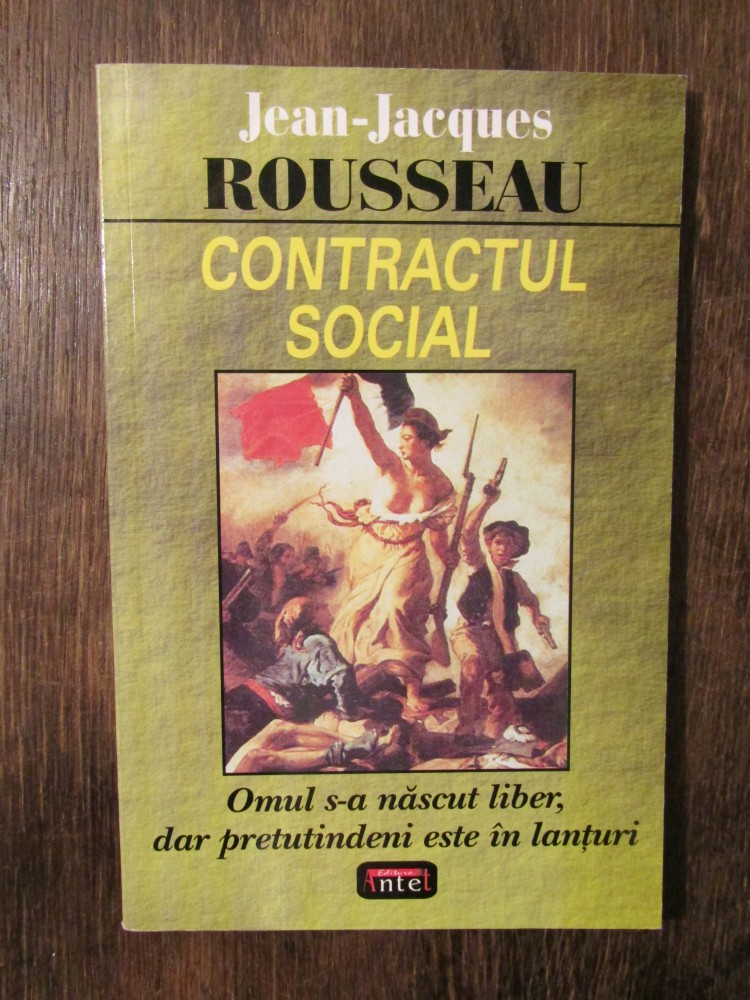 Jean-Jacques
ROUSSEAU
CONTRACTUL
SOCIAL
Omul s-a născut liber,
dar pretutindeni este în lanțuri
Editura
Antet